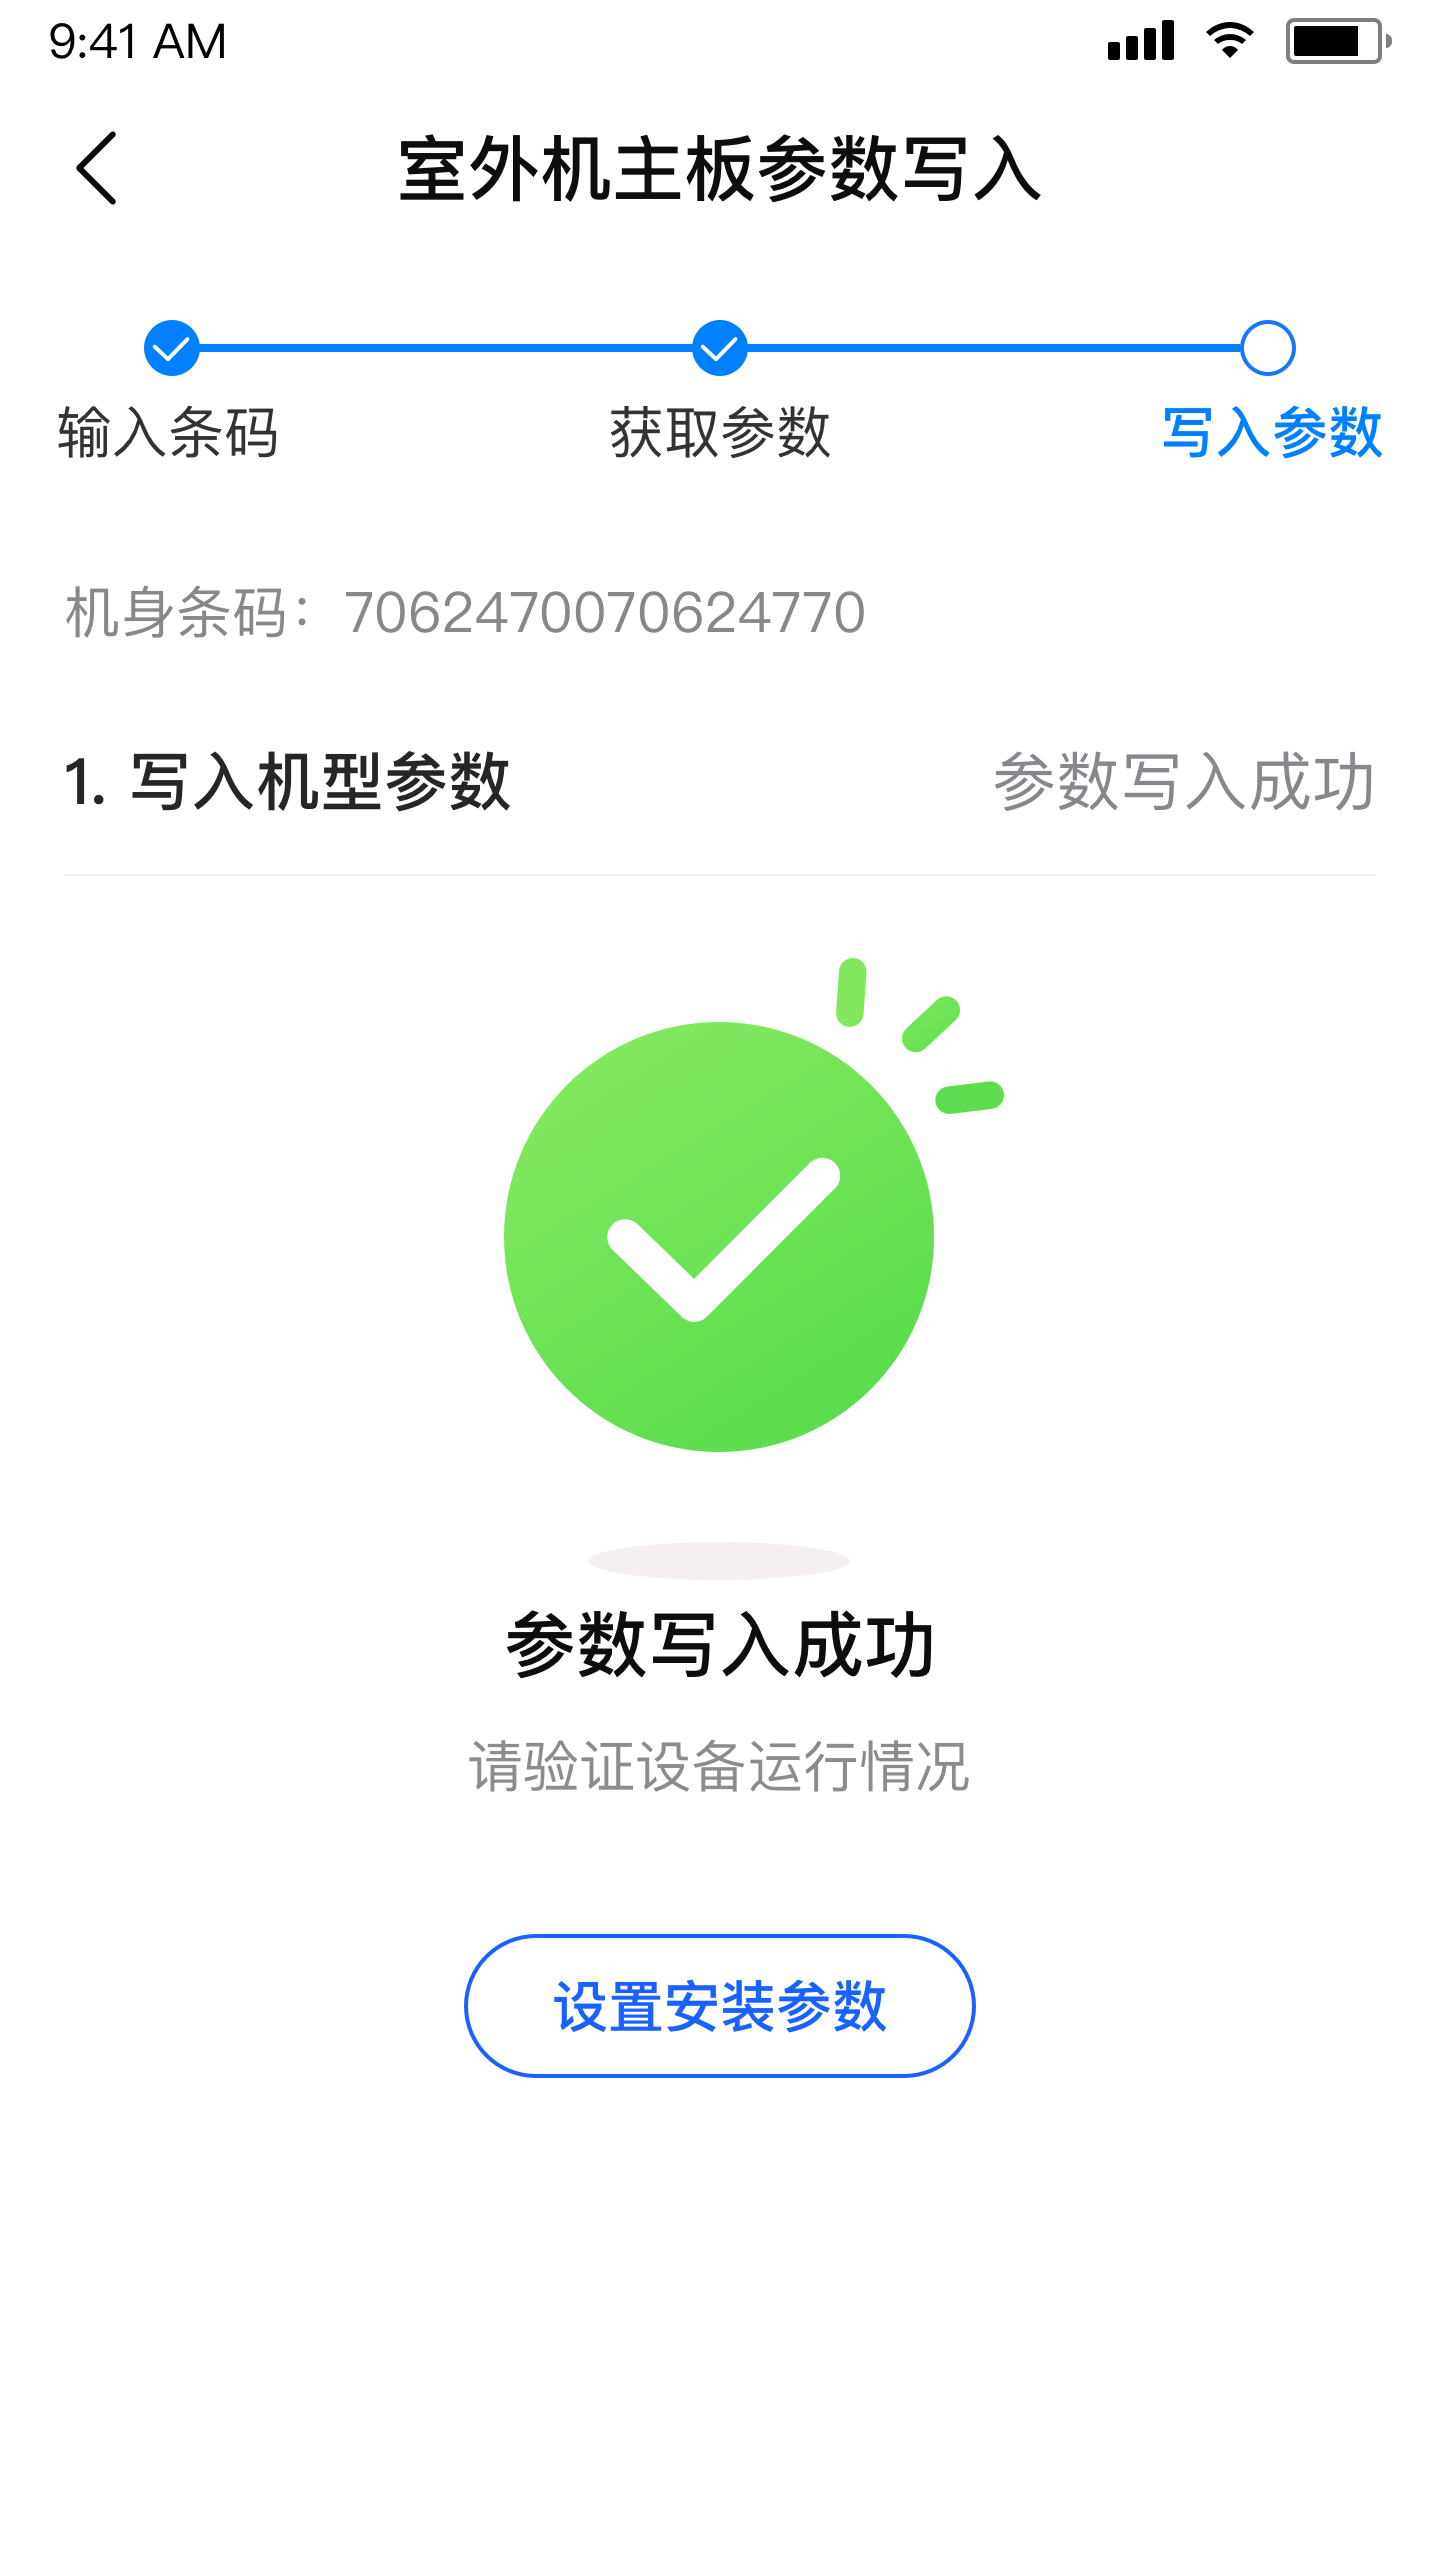 9:41 AM
室外机主板参数写入
输入条码
获取参数
写入参数
机身条码：7062470070624770
1. 写入机型参数
参数写入成功
参数写入成功
请验证设备运行情况
设置安装参数